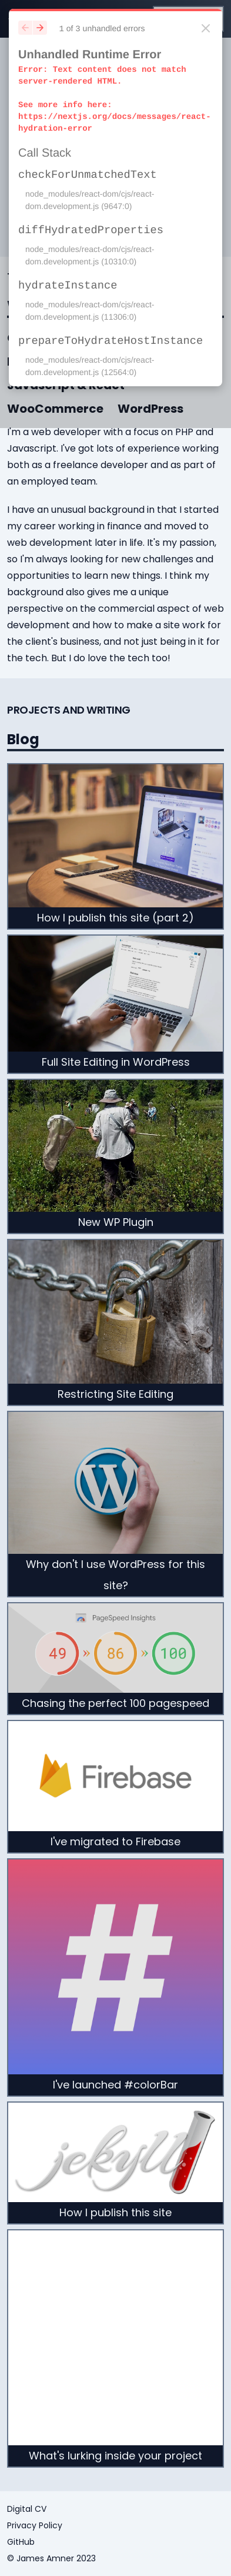 1 of 3 unhandled errors
Unhandled Runtime Error
Error: Text content does not match
server-rendered HTML.
See more info here:
https://nextjs.org/docs/messages/react-
hydration-error
Call Stack
checkForUnmatchedText
node_modules/react-dom/cjs/react-
dom.development.js (9647:0)
diffHydratedProperties
node_modules/react-dom/cjs/react-
dom.development.js (10310:0)
hydrateInstance
node_modules/react-dom/cjs/react-
dom.development.js (11306:0)
prepareToHydrateHostInstance
node_modules/react-dom/cjs/react-
dom.development.js (12564:0)
JavaScript & React
WooCommerce WordPress
I'm a web developer with a focus on PHP and
Javascript. I've got lots of experience working
both as a freelance developer and as part of
an employed team.
I have an unusual background in that I started
my career working in finance and moved to
web development later in life. It's my passion,
so I'm always looking for new challenges and
opportunities to learn new things. I think my
background also gives me a unique
perspective on the commercial aspect of web
development and how to make a site work for
the client's business, and not just being in it for
the tech. But I do love the tech too!
PROJECTS AND WRITING
Blog
How I publish this site (part 2)
Full Site Editing in WordPress
New WP Plugin
Restricting Site Editing
Why don't I use WordPress for this
site?
PageSpeed Insights
49 » 86 » 100
Chasing the perfect 100 pagespeed
Firebase
I've migrated to Firebase
#
I've launched #colorBar
jekyll
How I publish this site
What's lurking inside your project
Digital CV
Privacy Policy
GitHub
© James Amner 2023